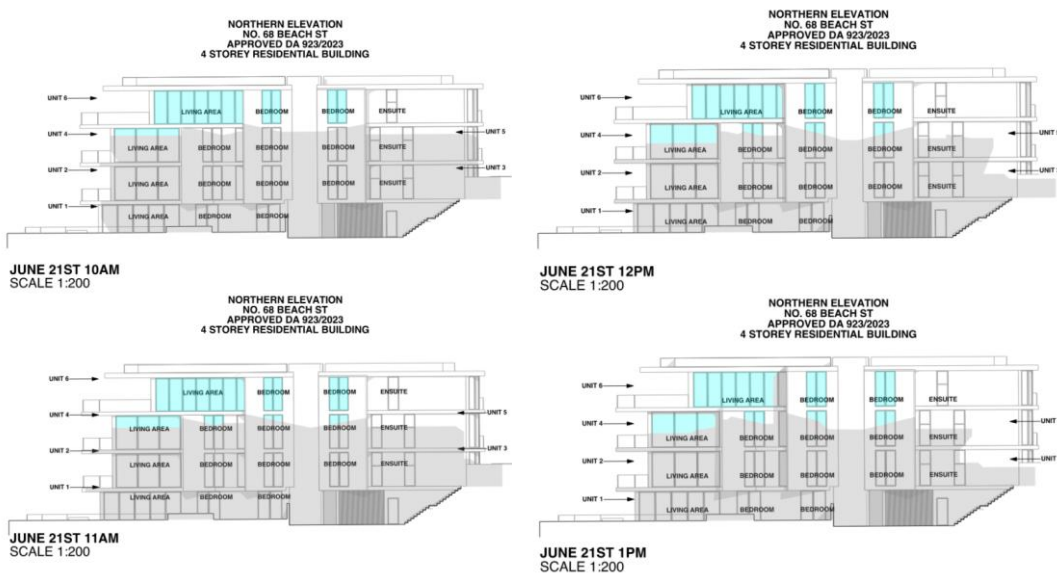 NORTHERN ELEVATION
NO. 68 BEACH ST
APPROVED DA 923/2023
4 STOREY RESIDENTIAL BUILDING
UNIT 6
LIVING AREA BEDROOM BEDROOM ENSUITE
UNIT 4
UNIT 5
LIVING AREA BEDROOM BEDROOM BEDROOM ENSUITE
UNIT 2
UNIT 3
LIVING AREA BEDROOM BEDROOM BEDROOM ENSUITE
UNIT 1
LIVING AREA BEDROOM BEDROOM
JUNE 21ST 10AM
SCALE 1:200
NORTHERN ELEVATION
NO. 68 BEACH ST
APPROVED DA 923/2023
4 STOREY RESIDENTIAL BUILDING
UNIT 6
LIVING AREA BEDROOM BEDROOM ENSUITE
UNIT 4
UNIT
LIVING AREA BEDROOM BEDROOM BEDROOM ENSUITE
UNIT 2
UNIT
LIVING AREA BEDROOM BEDROOM BEDROOM ENSUITE
UNIT 1
LIVING AREA BEDROOM BEDROOM
JUNE 21ST 12PM
SCALE 1:200
NORTHERN ELEVATION
NO. 68 BEACH ST
APPROVED DA 923/2023
4 STOREY RESIDENTIAL BUILDING
UNIT 6
LIVING AREA BEDROOM BEDROOM ENSUITE
UNIT 4
UNIT 5
LIVING AREA BEDROOM BEDROOM BEDROOM ENSUITE
UNIT 2
UNIT 3
LIVING AREA BEDROOM BEDROOM BEDROOM ENSUITE
UNIT 1
LIVING AREA BEDROOM BEDROOM
JUNE 21ST 11AM
SCALE 1:200
NORTHERN ELEVATION
NO. 68 BEACH ST
APPROVED DA 923/2023
4 STOREY RESIDENTIAL BUILDING
UNIT 6
LIVING AREA BEDROOM BEDROOM ENSUITE
UNIT 4
UNIT
LIVING AREA BEDROOM BEDROOM BEDROOM ENSUITE
UNIT 2
UNIT
LIVING AREA BEDROOM BEDROOM BEDROOM ENSUITE
UNIT 1
LIVING AREA BEDROOM BEDROOM
JUNE 21ST 1PM
SCALE 1:200